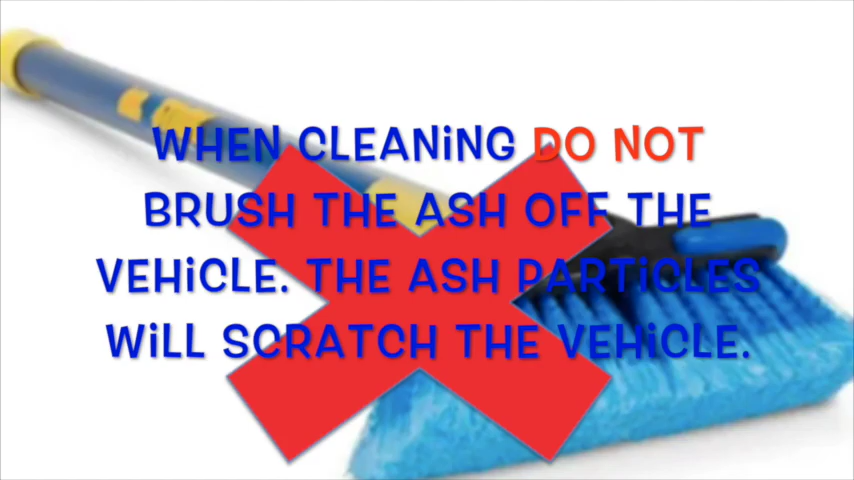 WHEN CLEANING DO NOT
BRUSH THE ASH OFF THE
VEHICLE. THE ASH PARTICLES
WILL SCRATCH THE VEHICLE.